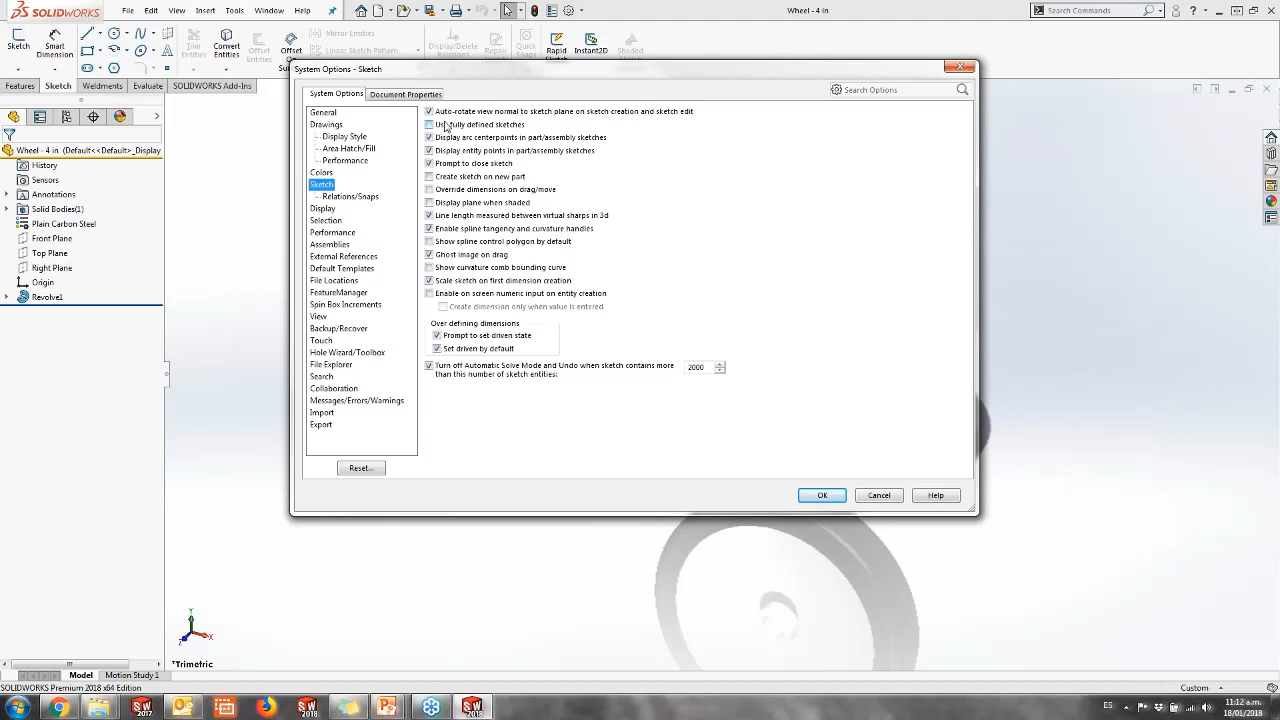 SOLIDWORKS
File
Edit
View
Insert
Tools
Window
Help
Wheel - 4 in
Search Commands
Sketch
Smart
Dimension
Trim
Entities
Convert
Entities
Offset
Entities
Offset
On
Surface
Mirror Entities
Linear Sketch Pattern
Display/Delete
Relations
Repair
Sketch
Quick
Snaps
Rapid
Sketch
Instant2D
Shaded
Features
Sketch
Weldments
Evaluate
SOLIDWORKS Add-Ins
Wheel - 4 in (Default<<Default>_Display
History
Sensors
Annotations
Solid Bodies(1)
Plain Carbon Steel
Front Plane
Top Plane
Right Plane
Origin
Revolve1
System Options - Sketch
System Options
Document Properties
Search Options
General
Drawings
Display Style
Area Hatch/Fill
Performance
Colors
Sketch
Relations/Snaps
Display
Selection
Performance
Assemblies
External References
Default Templates
File Locations
FeatureManager
Spin Box Increments
View
Backup/Recover
Touch
Hole Wizard/Toolbox
File Explorer
Search
Collaboration
Messages/Errors/Warnings
Import
Export
Reset...
Auto-rotate view normal to sketch plane on sketch creation and sketch edit
Use fully defined sketches
Display arc centerpoints in part/assembly sketches
Display entity points in part/assembly sketches
Prompt to close sketch
Create sketch on new part
Override dimensions on drag/move
Display plane when shaded
Line length measured between virtual sharps in 3d
Enable spline tangency and curvature handles
Show spline control polygon by default
Ghost image on drag
Show curvature comb bounding curve
Scale sketch on first dimension creation
Enable on screen numeric input on entity creation
Create dimension only when value is entered
Over defining dimensions
Prompt to set driven state
Set driven by default
Turn off Automatic Solve Mode and Undo when sketch contains more
than this number of sketch entities:
2000
OK
Cancel
Help
Y
X
Z
*Trimetric
Model
Motion Study 1
SOLIDWORKS Premium 2018 x64 Edition
Custom
SW
2017
SW
2018
SW
ES
11:12 a.m.
18/01/2018